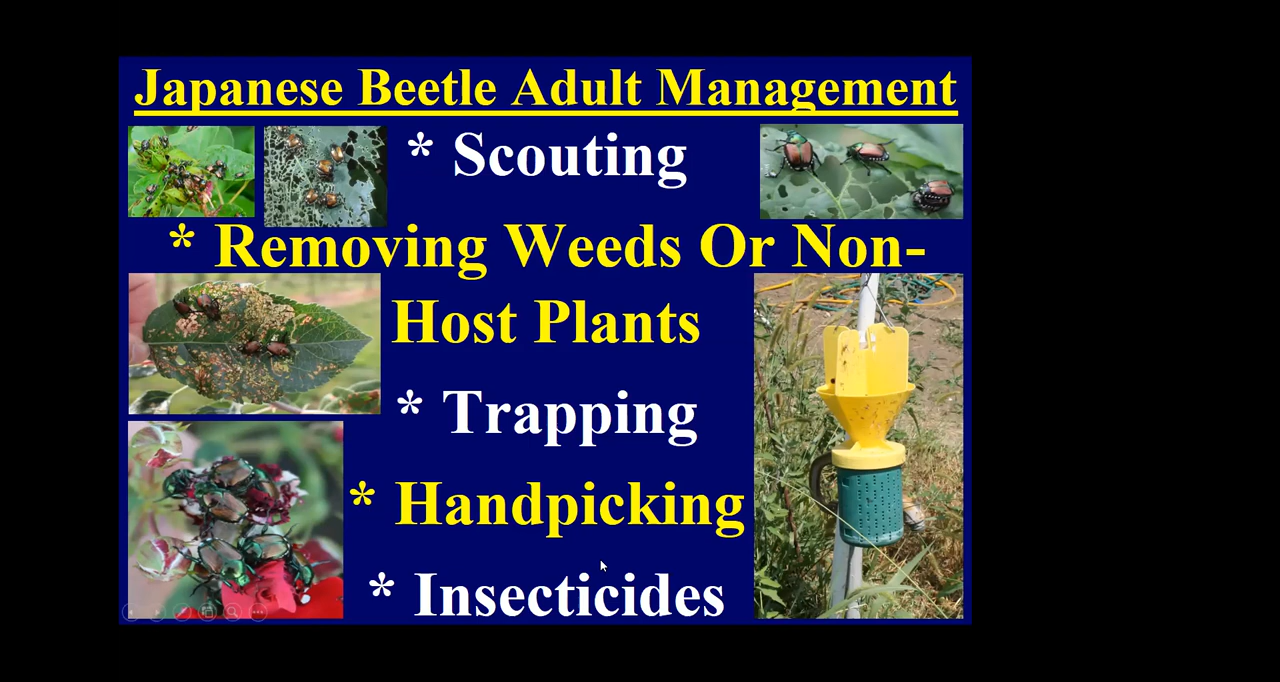 Japanese Beetle Adult Management
* Scouting
* Removing Weeds Or Non-
Host Plants
* Trapping
* Handpicking
* Insecticides